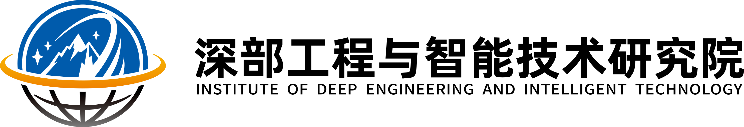 深部工程与智能技术研究院
INSTITUTE OF DEEP ENGINEERING AND INTELLIGENT TECHNOLOGY